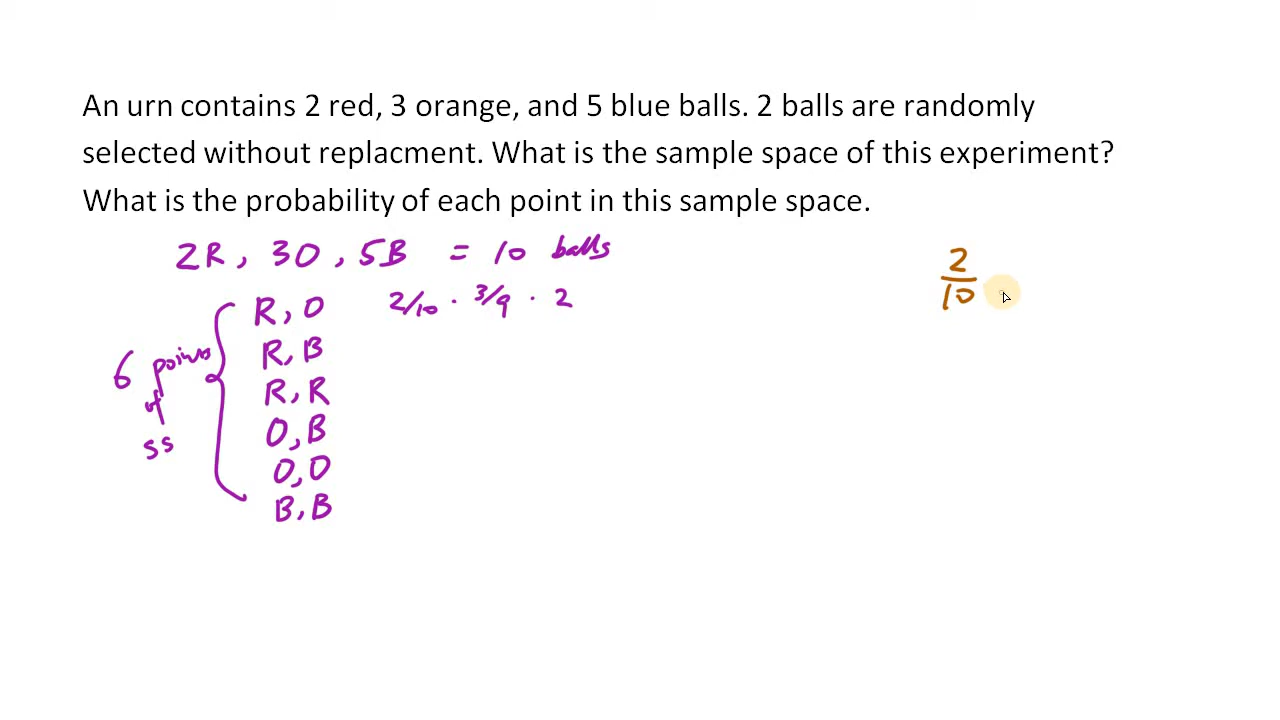 An urn contains 2 red, 3 orange, and 5 blue balls. 2 balls are randomly
selected without replacment. What is the sample space of this experiment?
What is the probability of each point in this sample space.
2R, 3O, 5B = 10 balls
2
10
R, O 2/10 · 3/9 · 2
R, B
6 points
R, R
of
O, B
ss
O, O
B, B